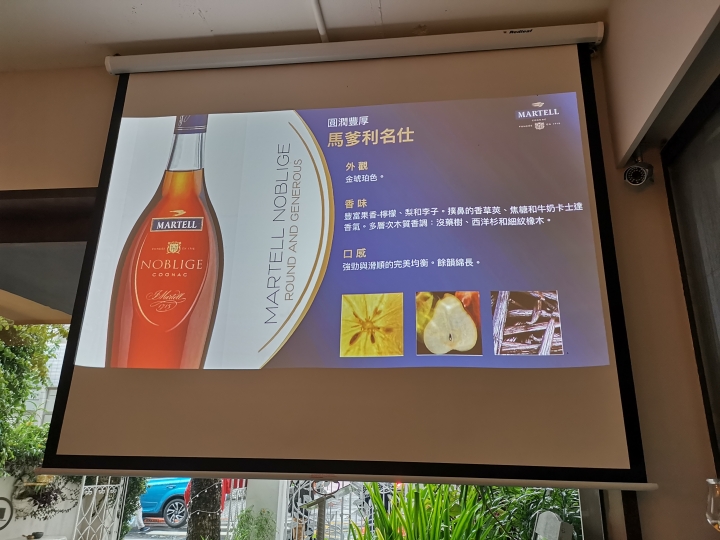 Redleaf
圓潤豐厚
馬爹利名仕
MARTELL
COGNAC
外觀
金琥珀色。
香味
豐富果香-檸檬、梨和李子。撲鼻的香草莢、焦糖和牛奶卡士達
香氣。多層次木質香調：沒藥樹、西洋杉和細紋橡木。
口感
強勁與滑順的完美均衡。餘韻綿長。
MARTELL NOBLIGE
ROUND AND GENEROUS
MARTELL
NOBLIGE
COGNAC
J. Martell
1715